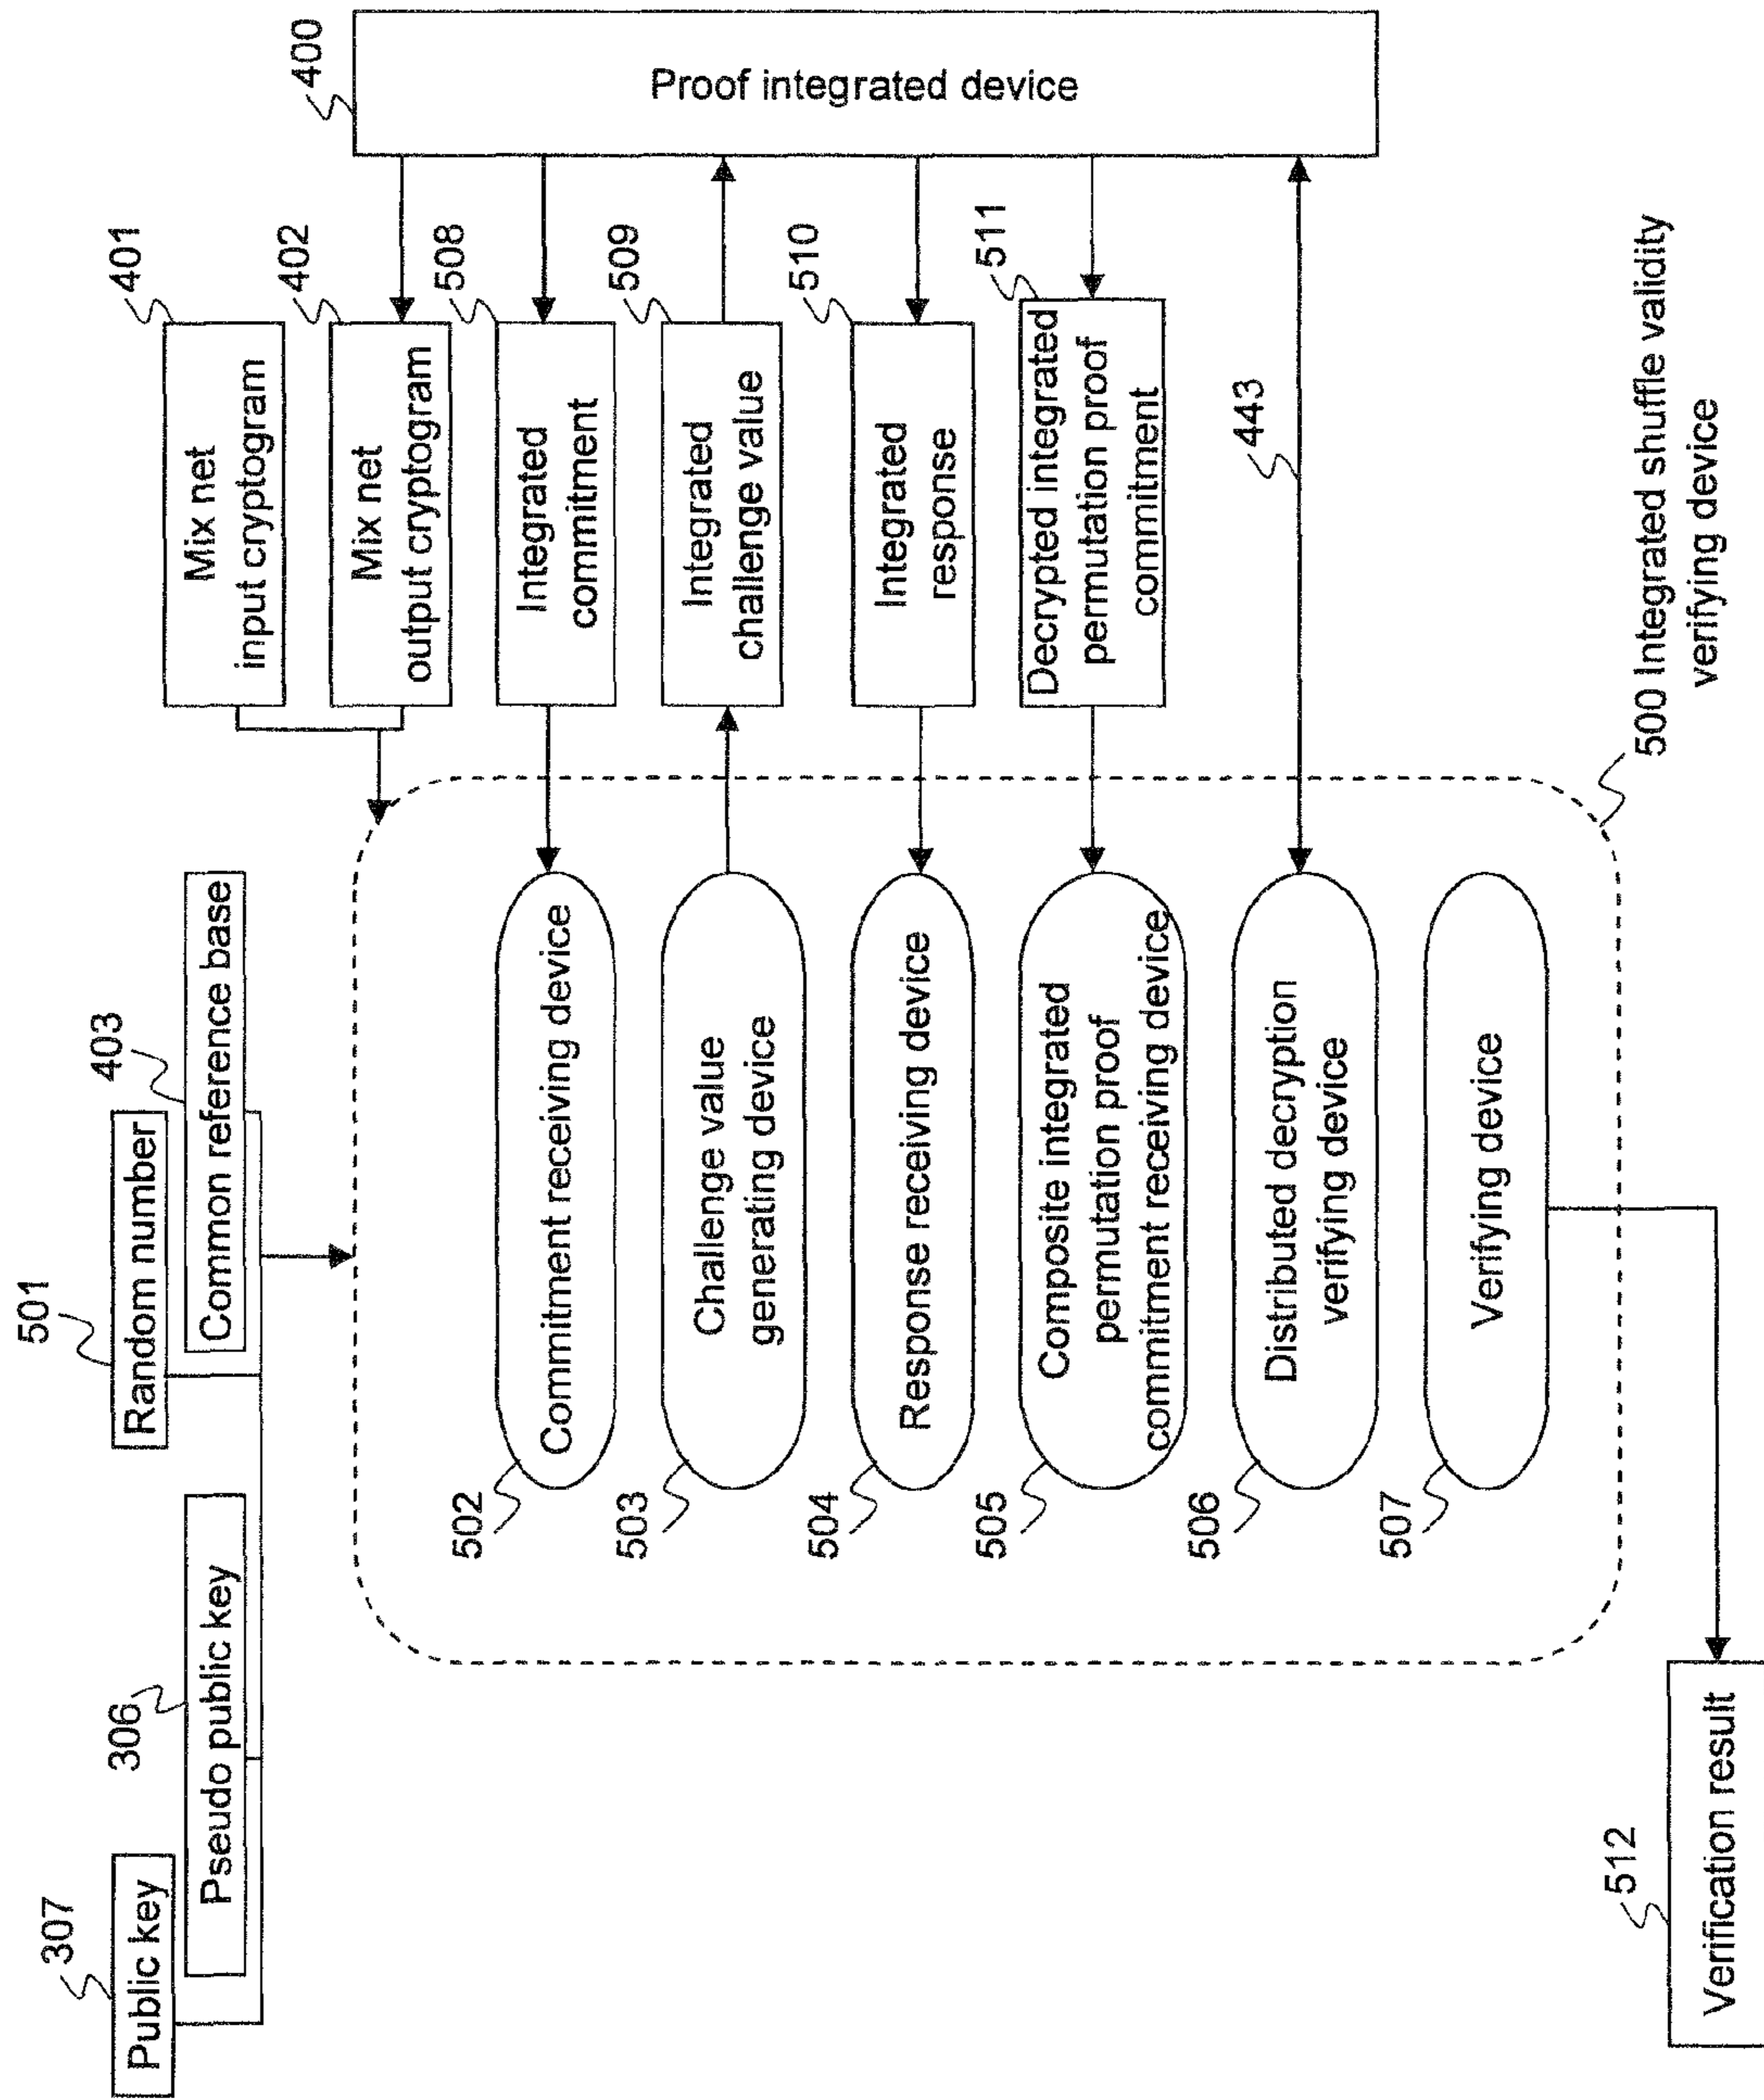 400
Proof integrated device
401
Mix net
input cryptogram
402
Mix net
output cryptogram
508
Integrated
commitment
509
Integrated
challenge value
510
Integrated
response
511
Decrypted integrated
permutation proof
commitment
443
500 Integrated shuffle validity
verifying device
501
Random number
403
Common reference base
307
Public key
306
Pseudo public key
502
Commitment receiving device
503
Challenge value
generating device
504
Response receiving device
505
Composite integrated
permutation proof
commitment receiving device
506
Distributed decryption
verifying device
507
Verifying device
512
Verification result